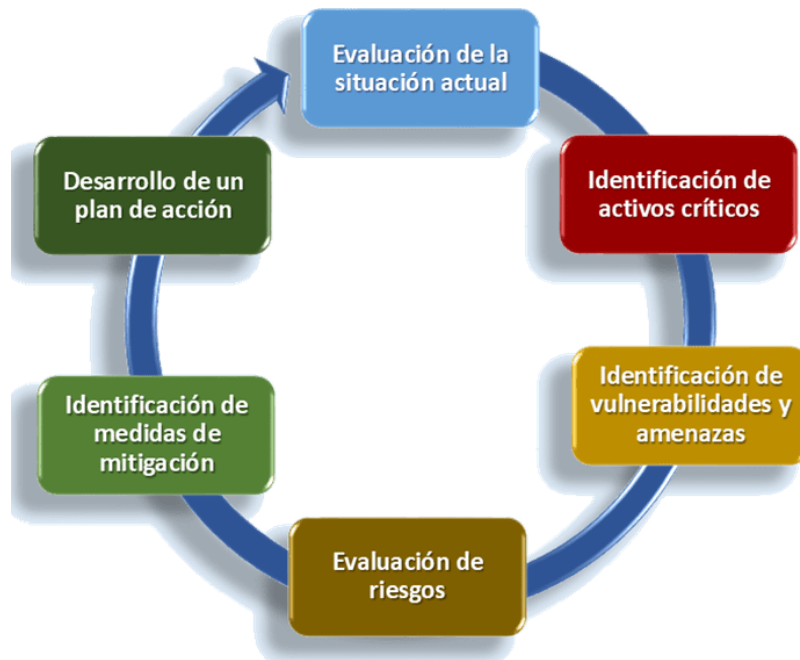 Evaluación de la
situación actual
Identificación de
activos críticos
Identificación de
vulnerabilidades y
amenazas
Evaluación de
riesgos
Identificación de
medidas de
mitigación
Desarrollo de un
plan de acción